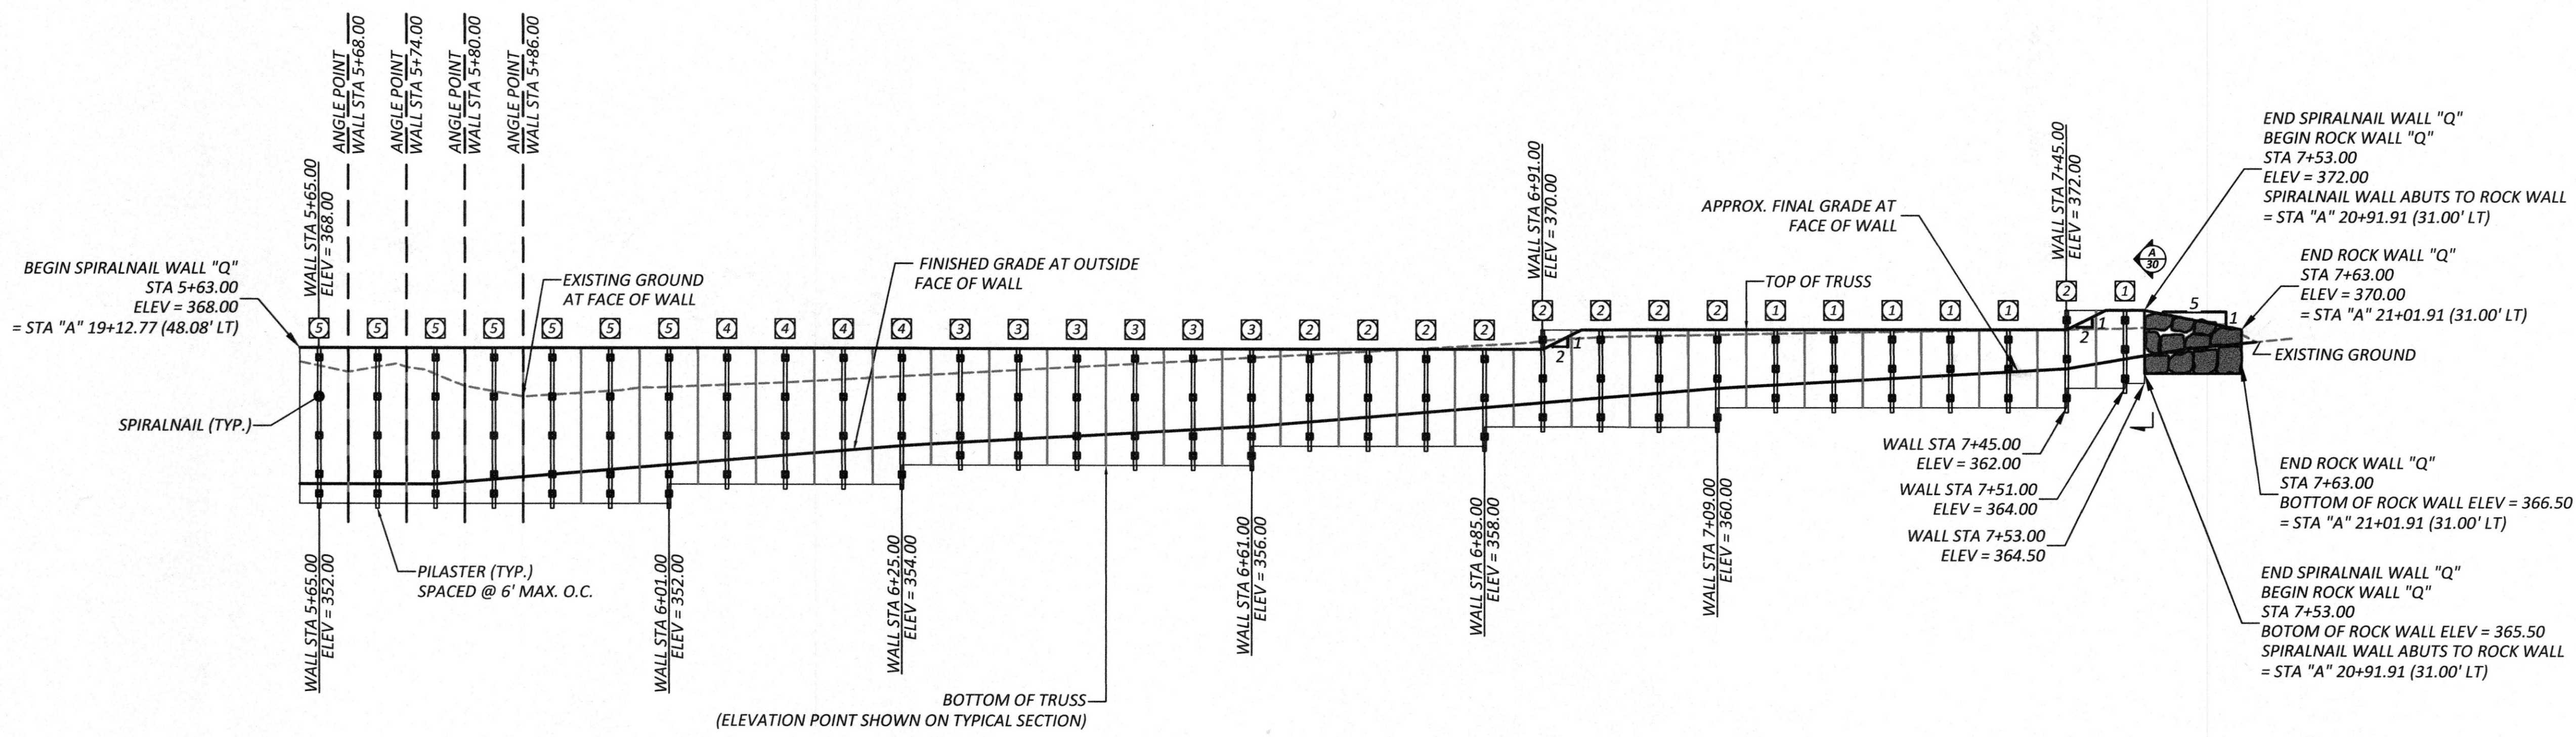 ANGLE POINT
WALL STA 5+68.00
ANGLE POINT
WALL STA 5+74.00
ANGLE POINT
WALL STA 5+80.00
ANGLE POINT
WALL STA 5+86.00
WALL STA 5+65.00
ELEV = 368.00
BEGIN SPIRALNAIL WALL "Q"
STA 5+63.00
ELEV = 368.00
= STA "A" 19+12.77 (48.08' LT)
EXISTING GROUND
AT FACE OF WALL
FINISHED GRADE AT OUTSIDE
FACE OF WALL
WALL STA 6+91.00
ELEV = 370.00
APPROX. FINAL GRADE AT
FACE OF WALL
TOP OF TRUSS
WALL STA 7+45.00
ELEV = 372.00
A
30
END SPIRALNAIL WALL "Q"
BEGIN ROCK WALL "Q"
STA 7+53.00
ELEV = 372.00
SPIRALNAIL WALL ABUTS TO ROCK WALL
= STA "A" 20+91.91 (31.00' LT)
END ROCK WALL "Q"
STA 7+63.00
ELEV = 370.00
= STA "A" 21+01.91 (31.00' LT)
EXISTING GROUND
5 5 5 5 5 5 5 4 4 4 4 3 3 3 3 3 3 2 2 2 2 2 2 2 2 1 1 1 1 1 2 1
2 1
2 1
5
1
SPIRALNAIL (TYP.)
PILASTER (TYP.)
SPACED @ 6' MAX. O.C.
WALL STA 5+65.00
ELEV = 352.00
WALL STA 6+01.00
ELEV = 352.00
WALL STA 6+25.00
ELEV = 354.00
WALL STA 6+61.00
ELEV = 356.00
WALL STA 6+85.00
ELEV = 358.00
WALL STA 7+09.00
ELEV = 360.00
BOTTOM OF TRUSS
(ELEVATION POINT SHOWN ON TYPICAL SECTION)
WALL STA 7+45.00
ELEV = 362.00
WALL STA 7+51.00
ELEV = 364.00
WALL STA 7+53.00
ELEV = 364.50
END ROCK WALL "Q"
STA 7+63.00
BOTTOM OF ROCK WALL ELEV = 366.50
= STA "A" 21+01.91 (31.00' LT)
END SPIRALNAIL WALL "Q"
BEGIN ROCK WALL "Q"
STA 7+53.00
BOTOM OF ROCK WALL ELEV = 365.50
SPIRALNAIL WALL ABUTS TO ROCK WALL
= STA "A" 20+91.91 (31.00' LT)